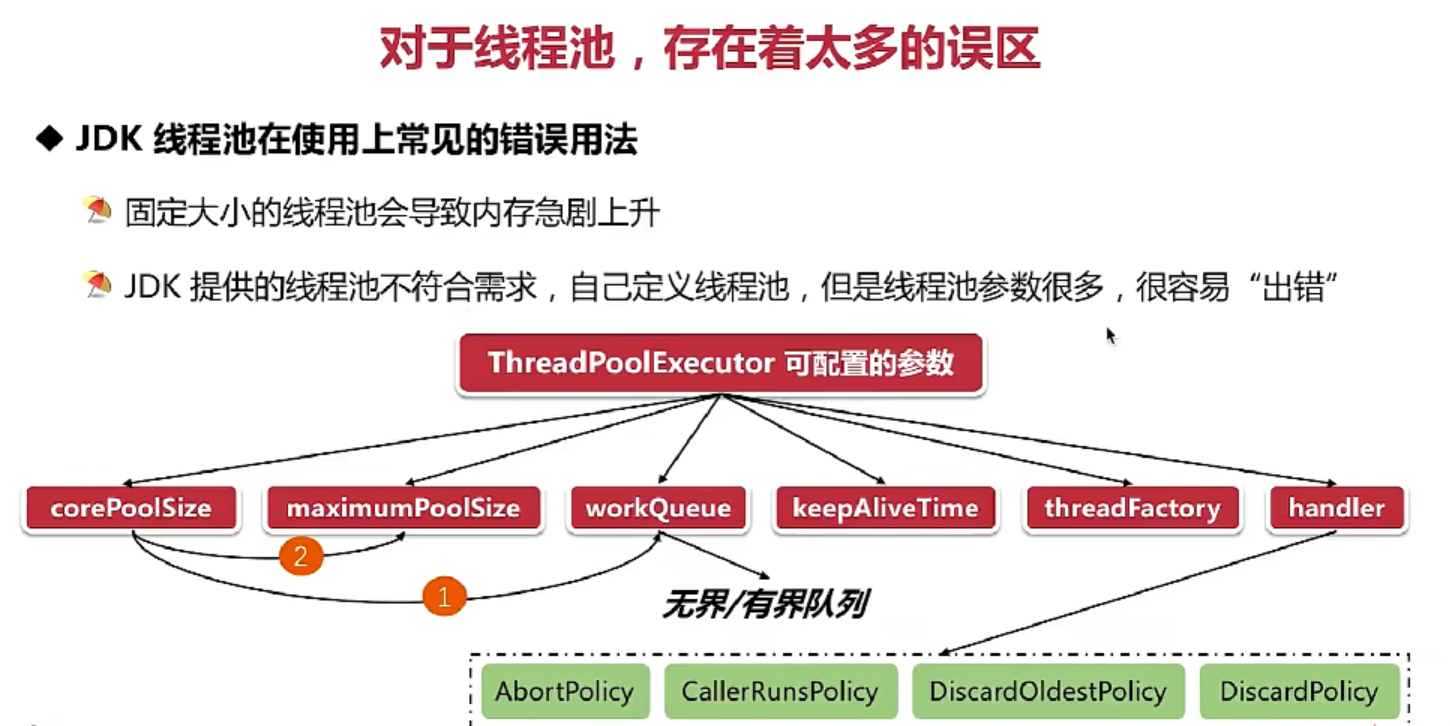 对于线程池，存在着太多的误区
◆ JDK 线程池在使用上常见的错误用法
固定大小的线程池会导致内存急剧上升
JDK 提供的线程池不符合需求，自己定义线程池，但是线程池参数很多，很容易“出错”
ThreadPoolExecutor 可配置的参数
corePoolSize maximumPoolSize workQueue keepAliveTime threadFactory handler
2
1
无界/有界队列
AbortPolicy CallerRunsPolicy DiscardOldestPolicy DiscardPolicy